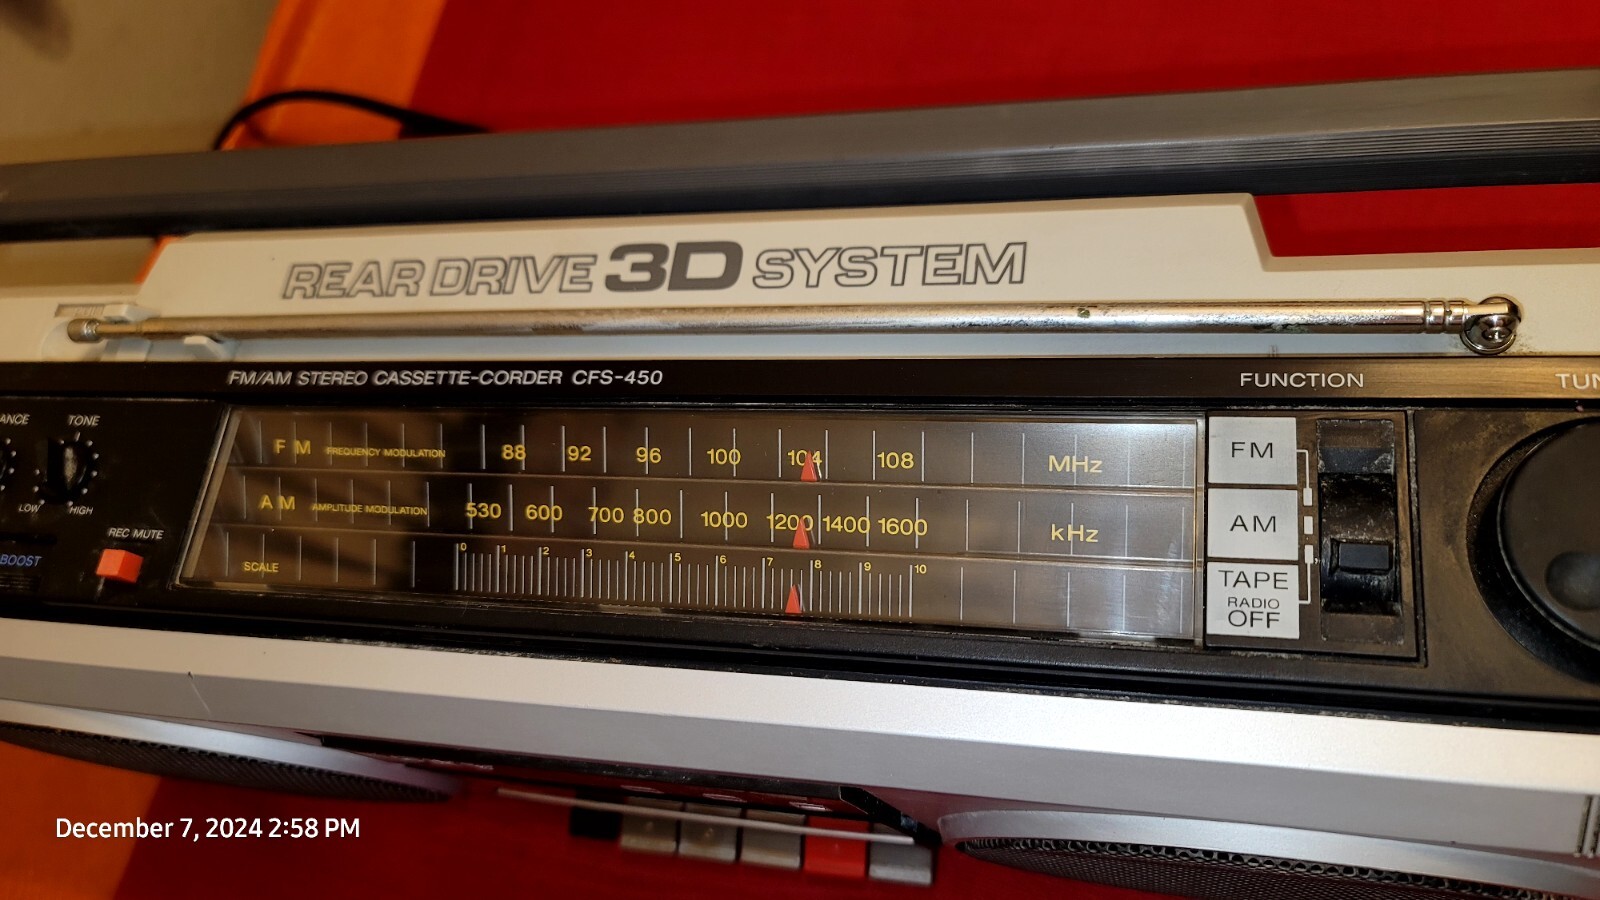 REAR DRIVE 3D SYSTEM
FM/AM STEREO CASSETTE-CORDER CFS-450
FUNCTION
TONE
LOW HIGH
REC MUTE
BOOST
FM FREQUENCY MODULATION 88 92 96 100 104 108 MHz
AM AMPLITUDE MODULATION 530 600 700 800 1000 1200 1400 1600 kHz
SCALE 0 1 2 3 4 5 6 7 8 9 10
FM
AM
TAPE
RADIO
OFF
December 7, 2024 2:58 PM